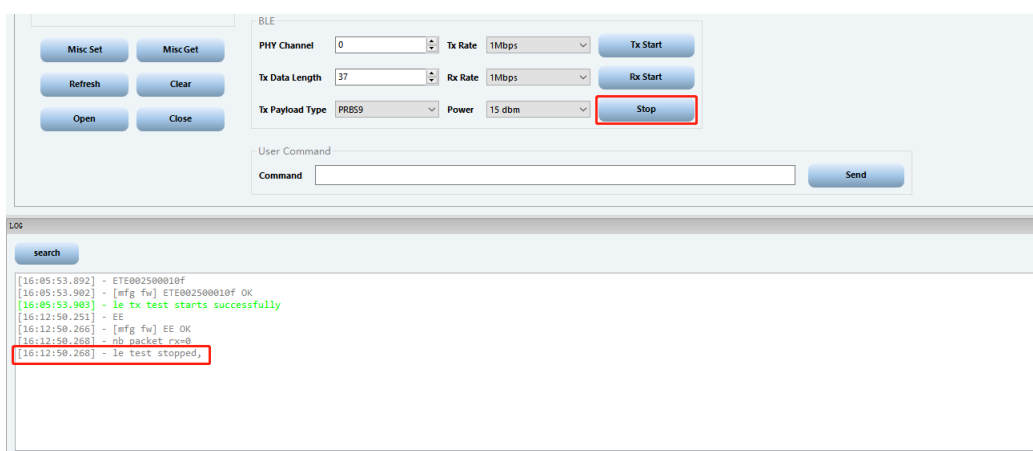 BLE
Misc Set Misc Get PHY Channel 0 Tx Rate 1Mbps Tx Start
Refresh Clear Tx Data Length 37 Rx Rate 1Mbps Rx Start
Open Close Tx Payload Type PRBS9 Power 15 dbm Stop
User Command
Command Send
LOG
search
[16:05:53.892] - ETE002500010f
[16:05:53.902] - [mfg fw] ETE002500010f OK
[16:05:53.903] - le tx test starts successfully
[16:12:50.251] - EE
[16:12:50.266] - [mfg fw] EE OK
[16:12:50.268] - nb packet rx=0
[16:12:50.268] - le test stopped,